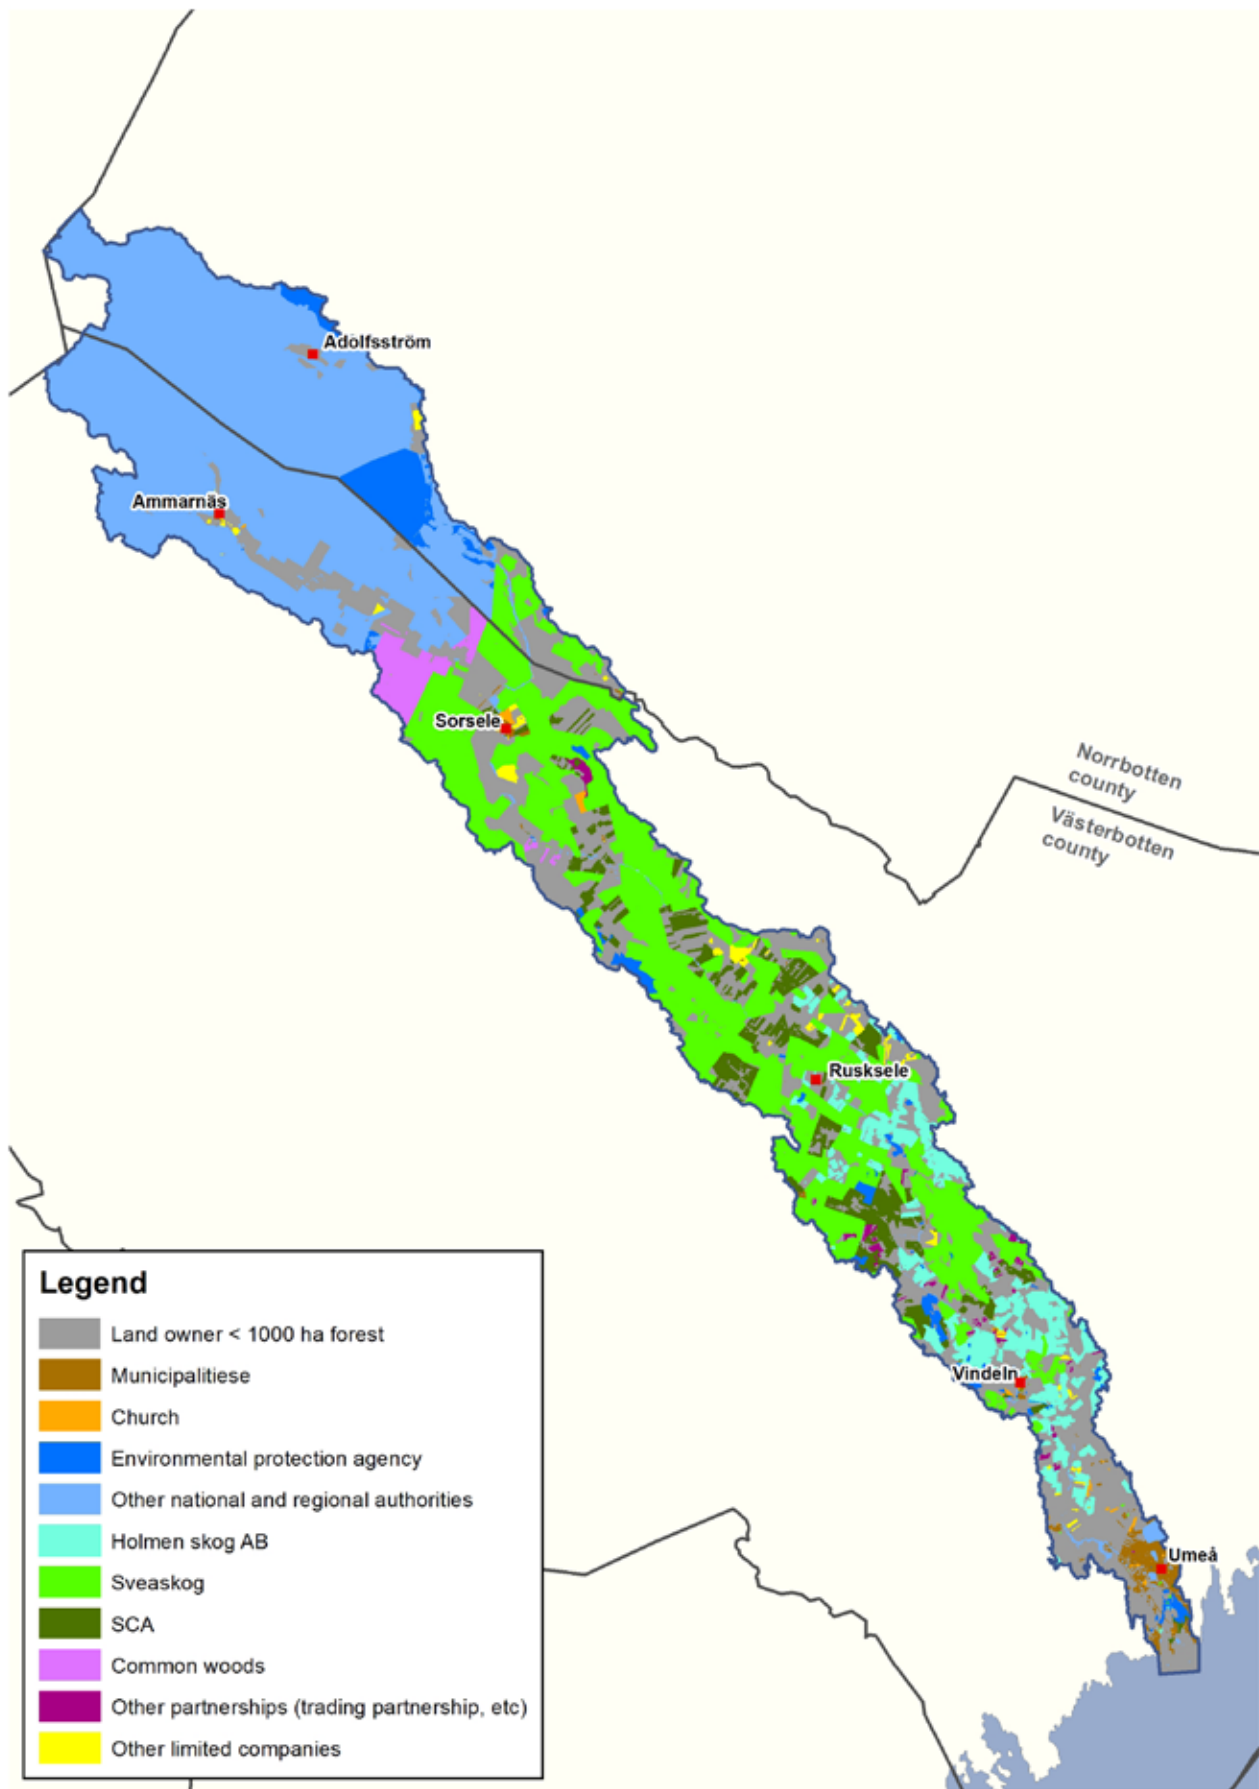 Adolfsström
Ammarnäs
Sorsele
Norrbotten
county
Västerbotten
county
Rusksele
Vindeln
Umeå
Legend
Land owner < 1000 ha forest
Municipalitiese
Church
Environmental protection agency
Other national and regional authorities
Holmen skog AB
Sveaskog
SCA
Common woods
Other partnerships (trading partnership, etc)
Other limited companies